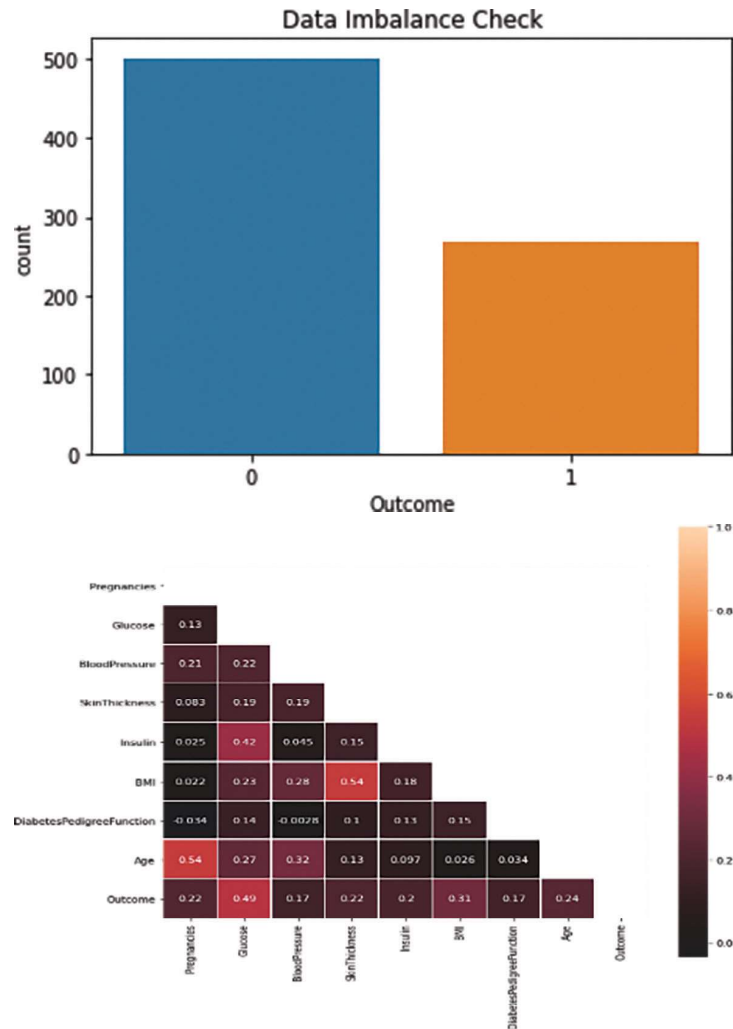 Data Imbalance Check
500
400
300
200
100
0
count
0 1
Outcome
1.0
0.8
0.6
0.4
0.2
0.0
Pregnancies
Glucose 0.13
BloodPressure 0.21 0.22
SkinThickness 0.083 0.19 0.19
Insulin 0.025 0.42 0.045 0.15
BMI 0.022 0.23 0.28 0.54 0.18
DiabetesPedigreeFunction -0.034 0.14 -0.0028 0.1 0.13 0.15
Age 0.54 0.27 0.32 0.13 0.097 0.026 0.034
Outcome 0.22 0.49 0.17 0.22 0.2 0.31 0.17 0.24
Pregnancies
Glucose
BloodPressure
SkinThickness
Insulin
BMI
DiabetesPedigreeFunction
Age
Outcome